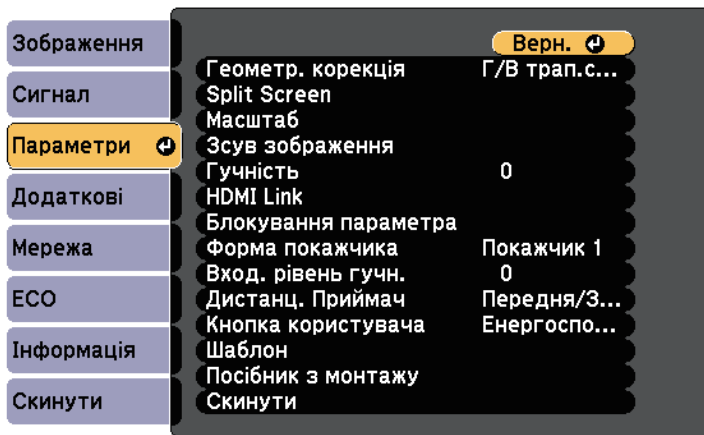 Зображення
Сигнал
Параметри
Додаткові
Мережа
ECO
Інформація
Скинути
Верн.
Геометр. корекція Г/В трап.с...
Split Screen
Масштаб
Зсув зображення
Гучність 0
HDMI Link
Блокування параметра
Форма покажчика Покажчик 1
Вход. рівень гучн. 0
Дистанц. Приймач Передня/З...
Кнопка користувача Енергоспо...
Шаблон
Посібник з монтажу
Скинути